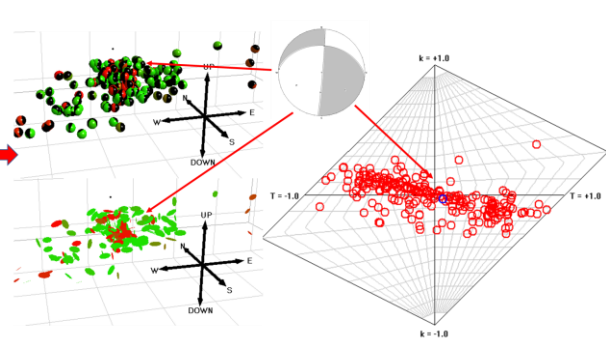 UP
N
E
W
S
DOWN
UP
N
E
W
S
DOWN
k = +1.0
T = -1.0
T = +1.0
k = -1.0